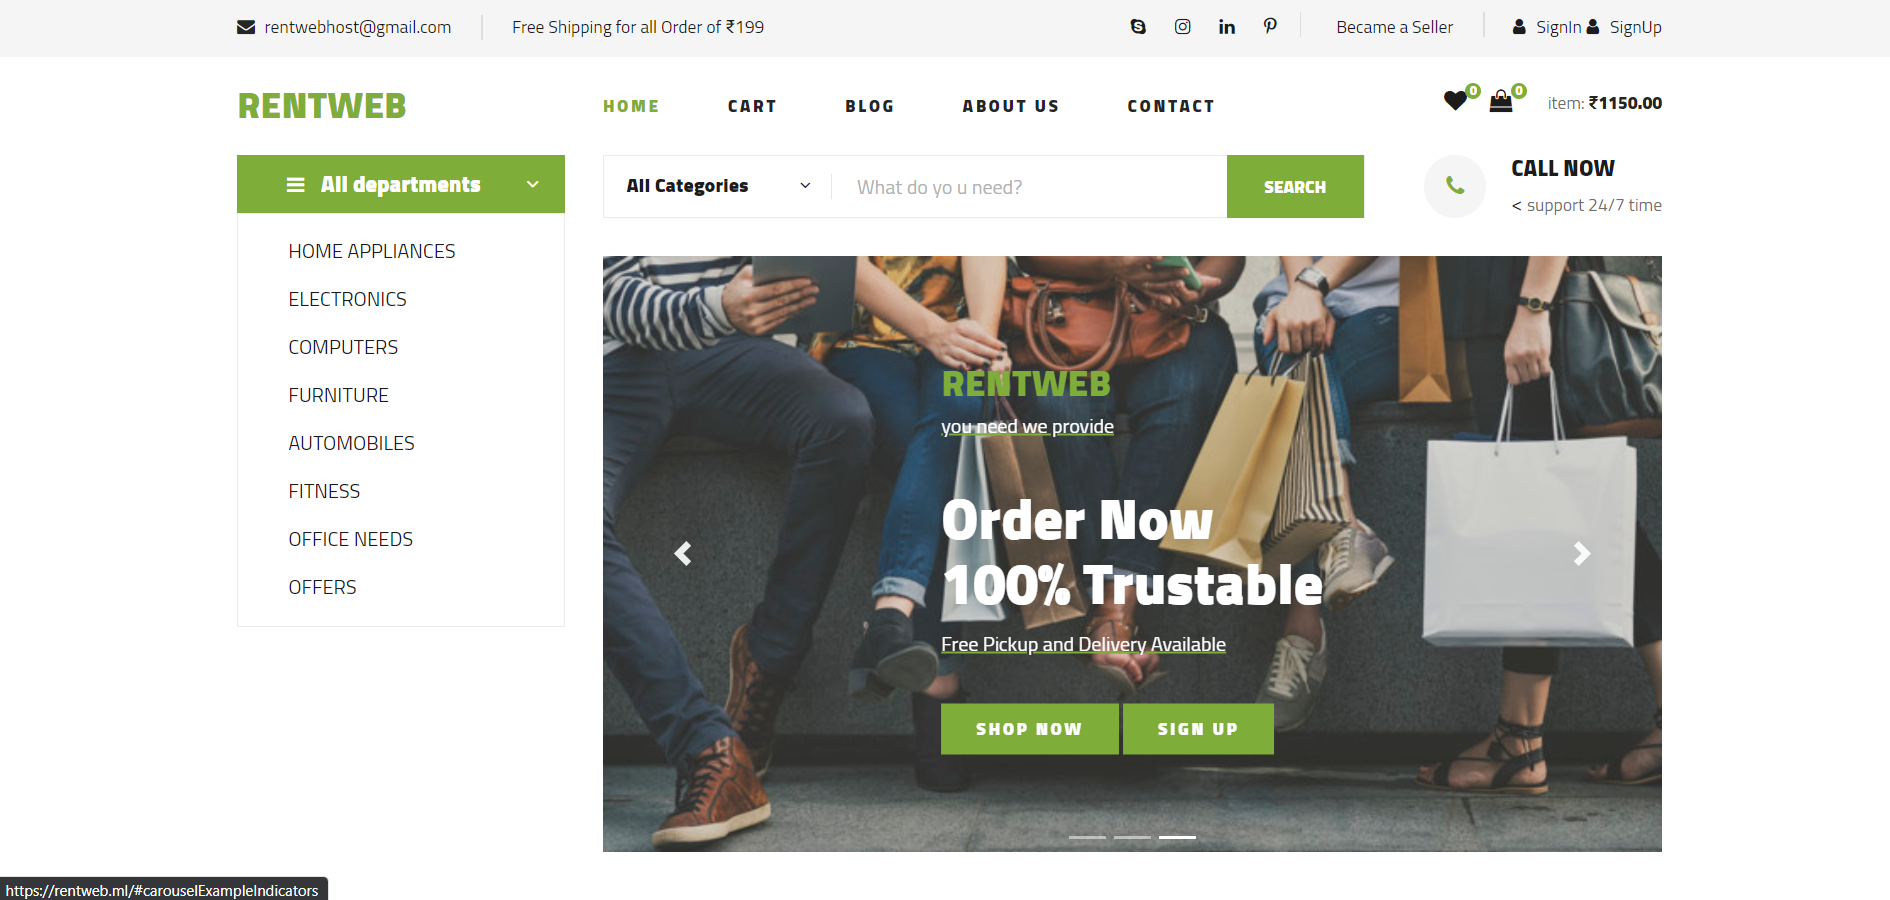 rentwebhost@gmail.com
Free Shipping for all Order of ₹199
Became a Seller
SignIn
SignUp
RENTWEB
HOME
CART
BLOG
ABOUT US
CONTACT
0
0
item: ₹1150.00
All departments
All Categories
What do yo u need?
SEARCH
CALL NOW
< support 24/7 time
HOME APPLIANCES
ELECTRONICS
COMPUTERS
FURNITURE
AUTOMOBILES
FITNESS
OFFICE NEEDS
OFFERS
RENTWEB
you need we provide
Order Now
100% Trustable
Free Pickup and Delivery Available
SHOP NOW
SIGN UP
https://rentweb.ml/#carouselExampleIndicators